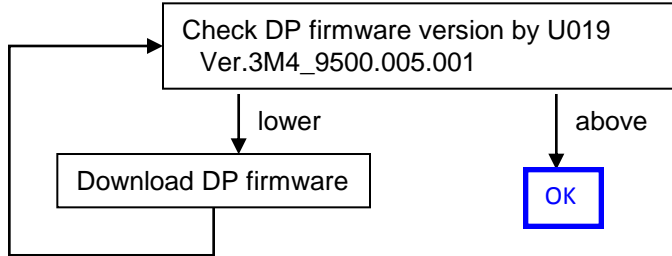 Check DP firmware version by U019
Ver.3M4_9500.005.001
lower
above
Download DP firmware
OK